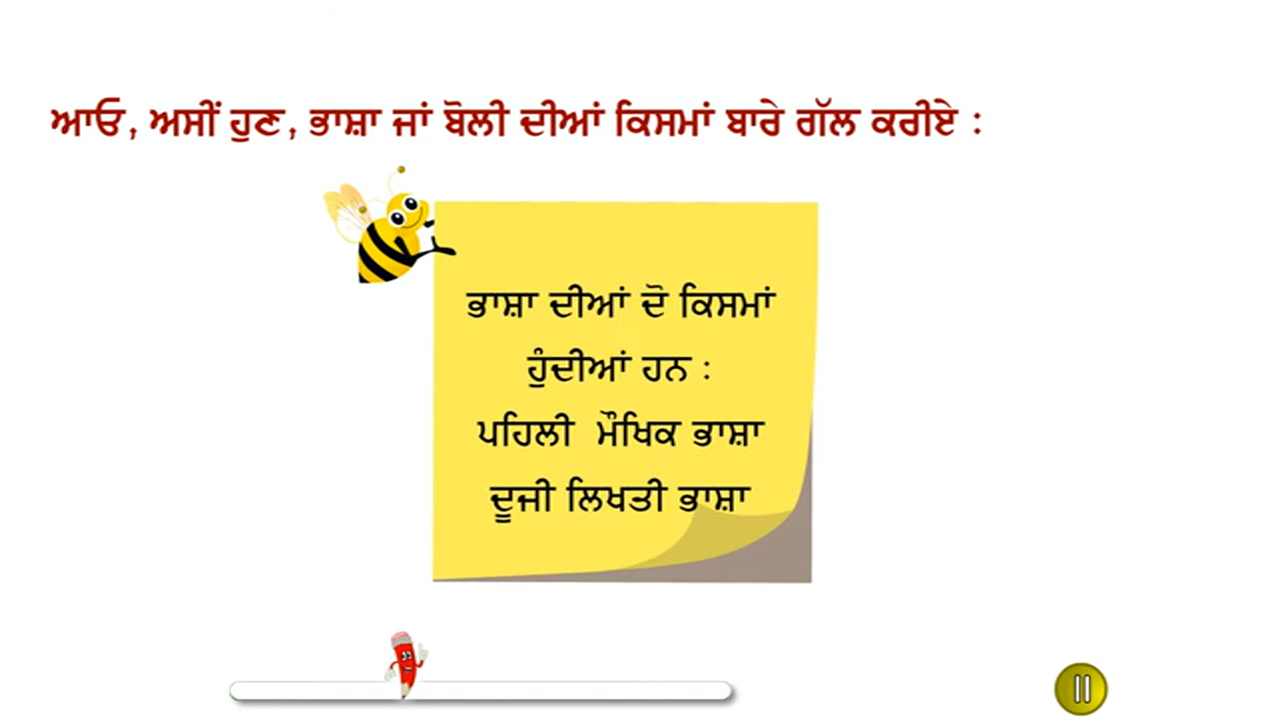 ਆਓ, ਅਸੀਂ ਹੁਣ, ਭਾਸ਼ਾ ਜਾਂ ਬੋਲੀ ਦੀਆਂ ਕਿਸਮਾਂ ਬਾਰੇ ਗੱਲ ਕਰੀਏ :
ਭਾਸ਼ਾ ਦੀਆਂ ਦੋ ਕਿਸਮਾਂ
ਹੁੰਦੀਆਂ ਹਨ :
ਪਹਿਲੀ ਮੌਖਿਕ ਭਾਸ਼ਾ
ਦੂਜੀ ਲਿਖਤੀ ਭਾਸ਼ਾ